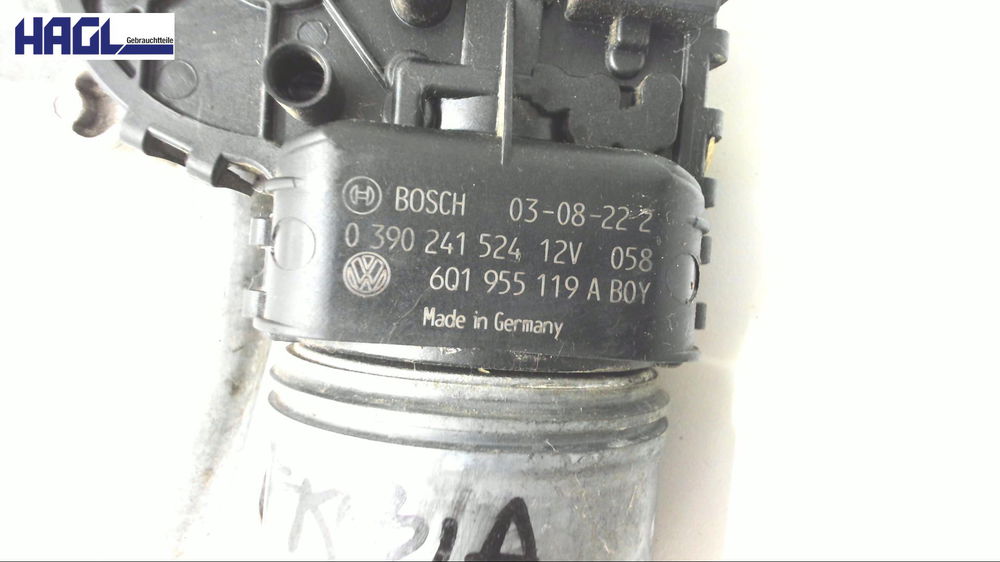 HAGL
Gebrauchtteile
BOSCH 03-08-22-2
0 390 241 524 12V 058
6Q1 955 119 A BOY
Made in Germany